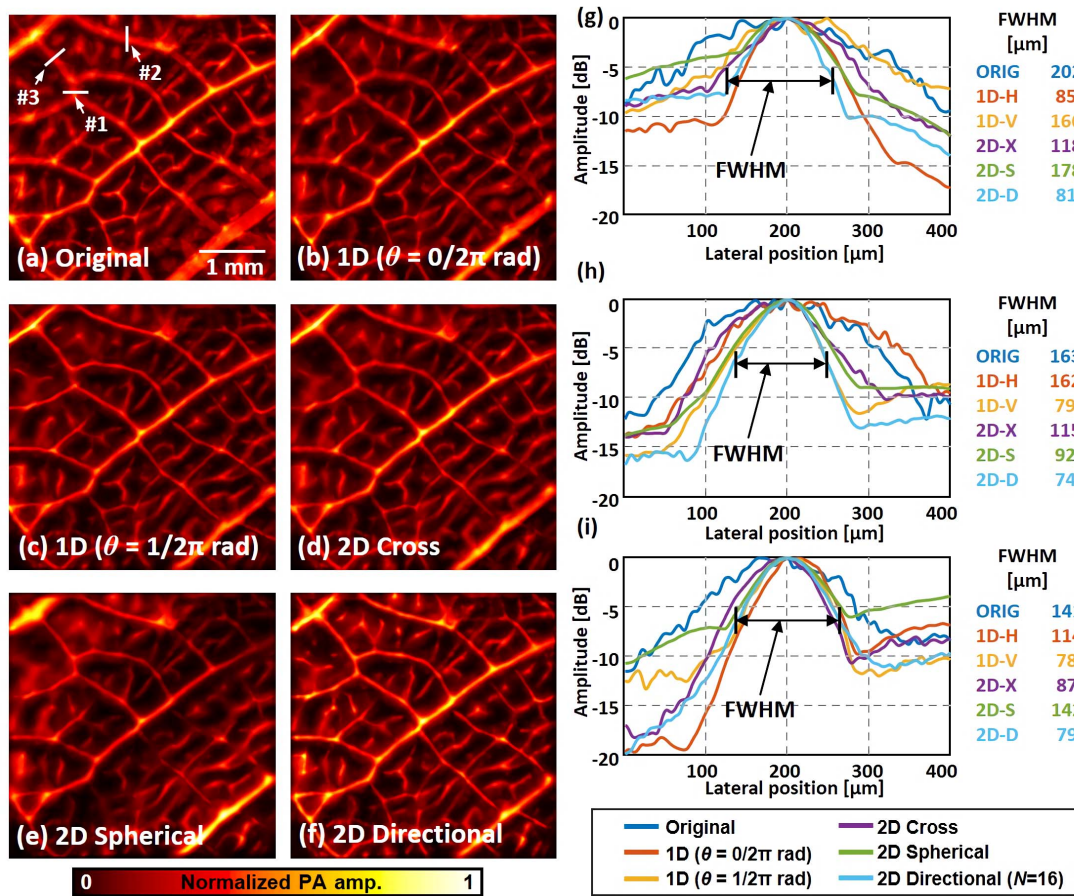 #1
#2
#3
(a) Original
1 mm
(b) 1D (θ = 0/2π rad)
(c) 1D (θ = 1/2π rad)
(d) 2D Cross
(e) 2D Spherical
(f) 2D Directional
0 Normalized PA amp. 1
(g)
Amplitude [dB]
0
-5
-10
-15
-20
FWHM
100 200 300 400
Lateral position [µm]
FWHM
[µm]
ORIG 202
1D-H 85
1D-V 166
2D-X 118
2D-S 178
2D-D 81
(h)
Amplitude [dB]
0
-5
-10
-15
-20
FWHM
100 200 300 400
Lateral position [µm]
FWHM
[µm]
ORIG 163
1D-H 162
1D-V 79
2D-X 115
2D-S 92
2D-D 74
(i)
Amplitude [dB]
0
-5
-10
-15
-20
FWHM
100 200 300 400
Lateral position [µm]
FWHM
[µm]
ORIG
1D-H 114
1D-V 78
2D-X 87
2D-S 142
2D-D 79
Original
1D (θ = 0/2π rad)
1D (θ = 1/2π rad)
2D Cross
2D Spherical
2D Directional (N=16)